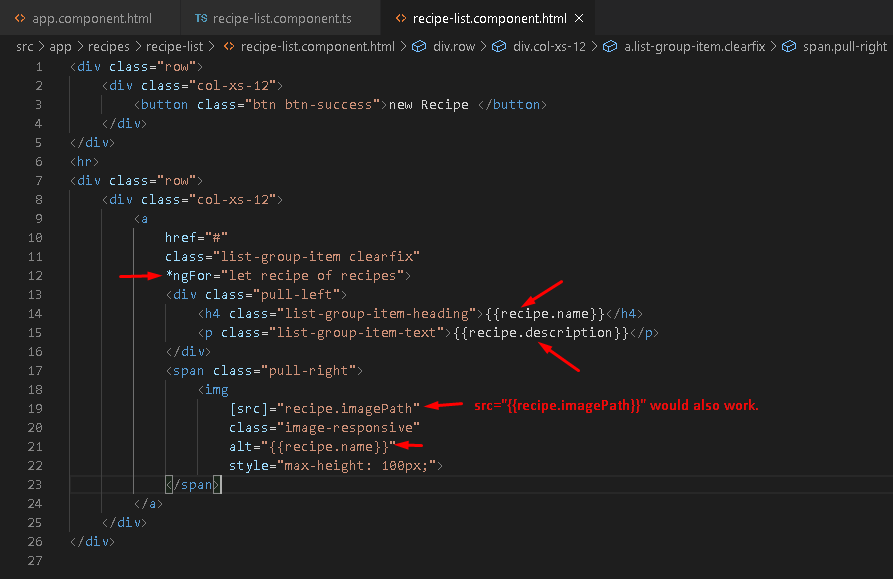 <> app.component.html TS recipe-list.component.ts <> recipe-list.component.html ×
src > app > recipes > recipe-list > <> recipe-list.component.html > div.row > div.col-xs-12 > a.list-group-item.clearfix > span.pull-right
1 <div class="row">
2 <div class="col-xs-12">
3 <button class="btn btn-success">new Recipe </button>
4 </div>
5 </div>
6 <hr>
7 <div class="row">
8 <div class="col-xs-12">
9 <a
10 href="#"
11 class="list-group-item clearfix"
12 *ngFor="let recipe of recipes">
13 <div class="pull-left">
14 <h4 class="list-group-item-heading">{{recipe.name}}</h4>
15 <p class="list-group-item-text">{{recipe.description}}</p>
16 </div>
17 <span class="pull-right">
18 <img
19 [src]="recipe.imagePath" src="{{recipe.imagePath}}" would also work.
20 class="image-responsive"
21 alt="{{recipe.name}}"
22 style="max-height: 100px;">
23 </span>
24 </a>
25 </div>
26 </div>
27